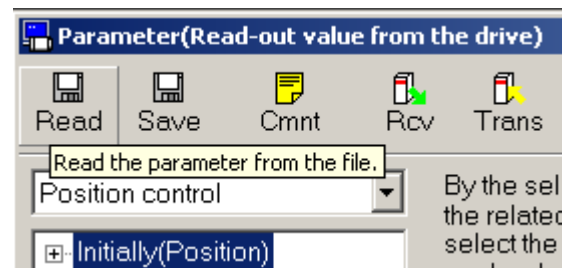 Parameter(Read-out value from the drive)
Read Save Cmnt Rcv Trans
Read the parameter from the file.
Position control
Initially(Position)
By the sel
the related
select the